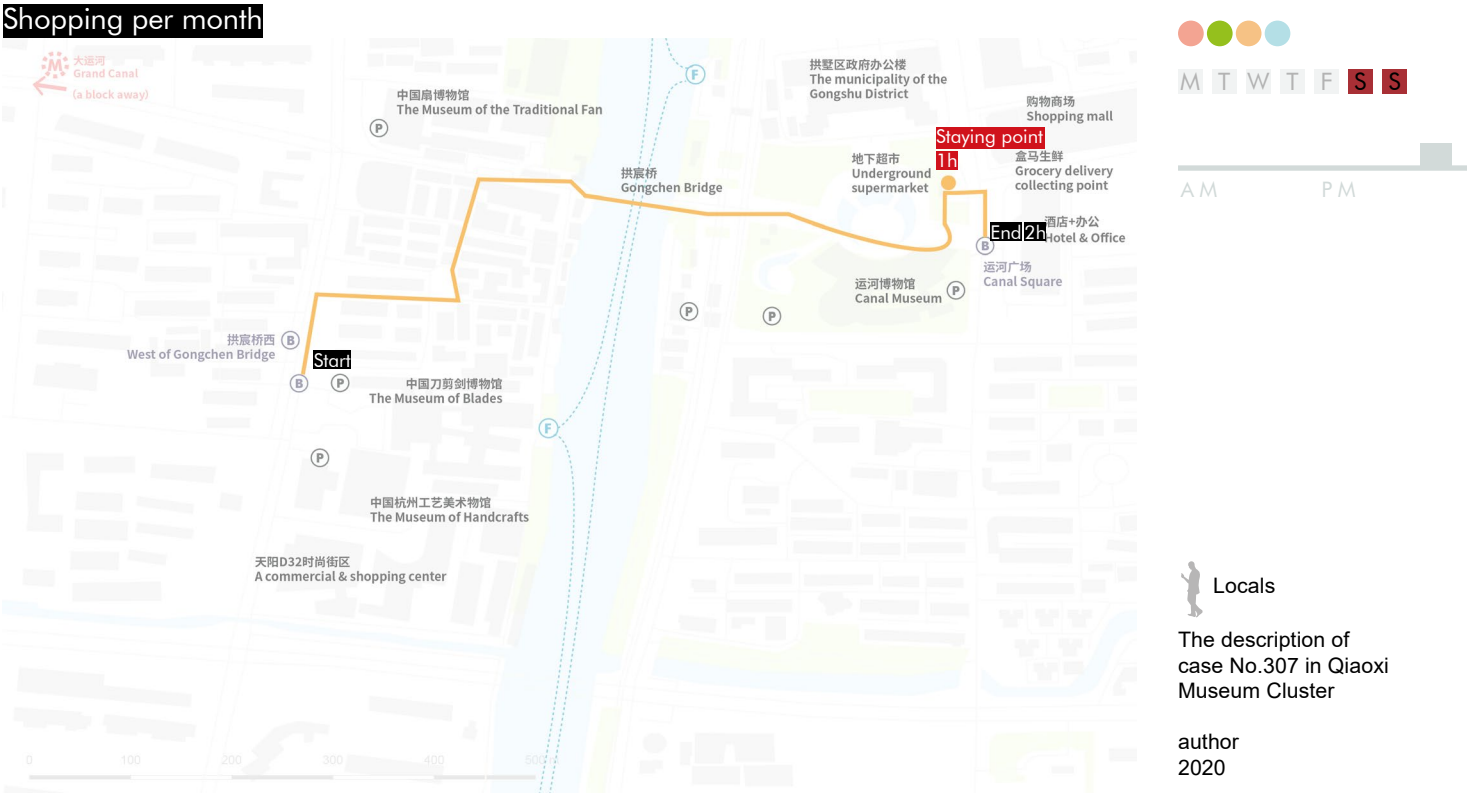 Shopping per month
大运河
Grand Canal
(a block away)
M
中国扇博物馆
The Museum of the Traditional Fan
P
F
拱墅区政府办公楼
The municipality of the
Gongshu District
购物商场
Shopping mall
Staying point
1h
地下超市
Underground
supermarket
盒马生鲜
Grocery delivery
collecting point
拱宸桥
Gongchen Bridge
End 2h
酒店+办公
Hotel & Office
B
运河广场
Canal Square
运河博物馆
Canal Museum
P
P
P
拱宸桥西
West of Gongchen Bridge
B
Start
B
P
中国刀剪剑博物馆
The Museum of Blades
F
P
中国杭州工艺美术物馆
The Museum of Handcrafts
天阳D32时尚街区
A commercial & shopping center
0 100 200 300 400 500 m
M T W T F S S
AM PM
Locals
The description of
case No.307 in Qiaoxi
Museum Cluster
author
2020